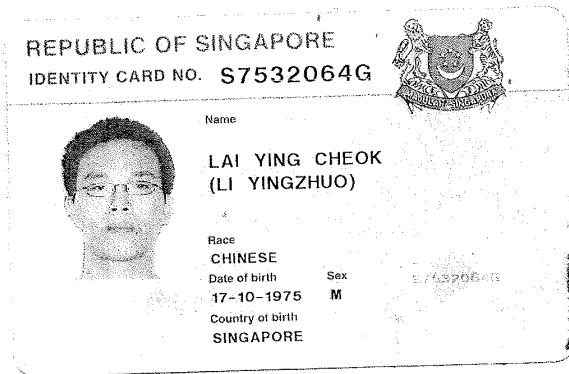 REPUBLIC OF SINGAPORE
IDENTITY CARD NO. S7532064G
Name
LAI YING CHEOK
(LI YINGZHUO)
Race
CHINESE
Date of birth Sex
17-10-1975 M
S7532064G
Country of birth
SINGAPORE